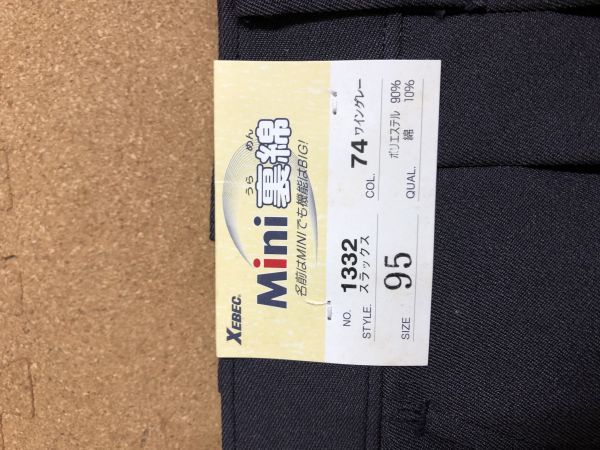 XEBEC.
うら めん
Mini 裏綿
名前はMINIでも機能はBIG!
NO. 1332 COL. 74 ワイングレー
STYLE. スラックス
SIZE 95 QUAL. ポリエステル 90%
綿 10%